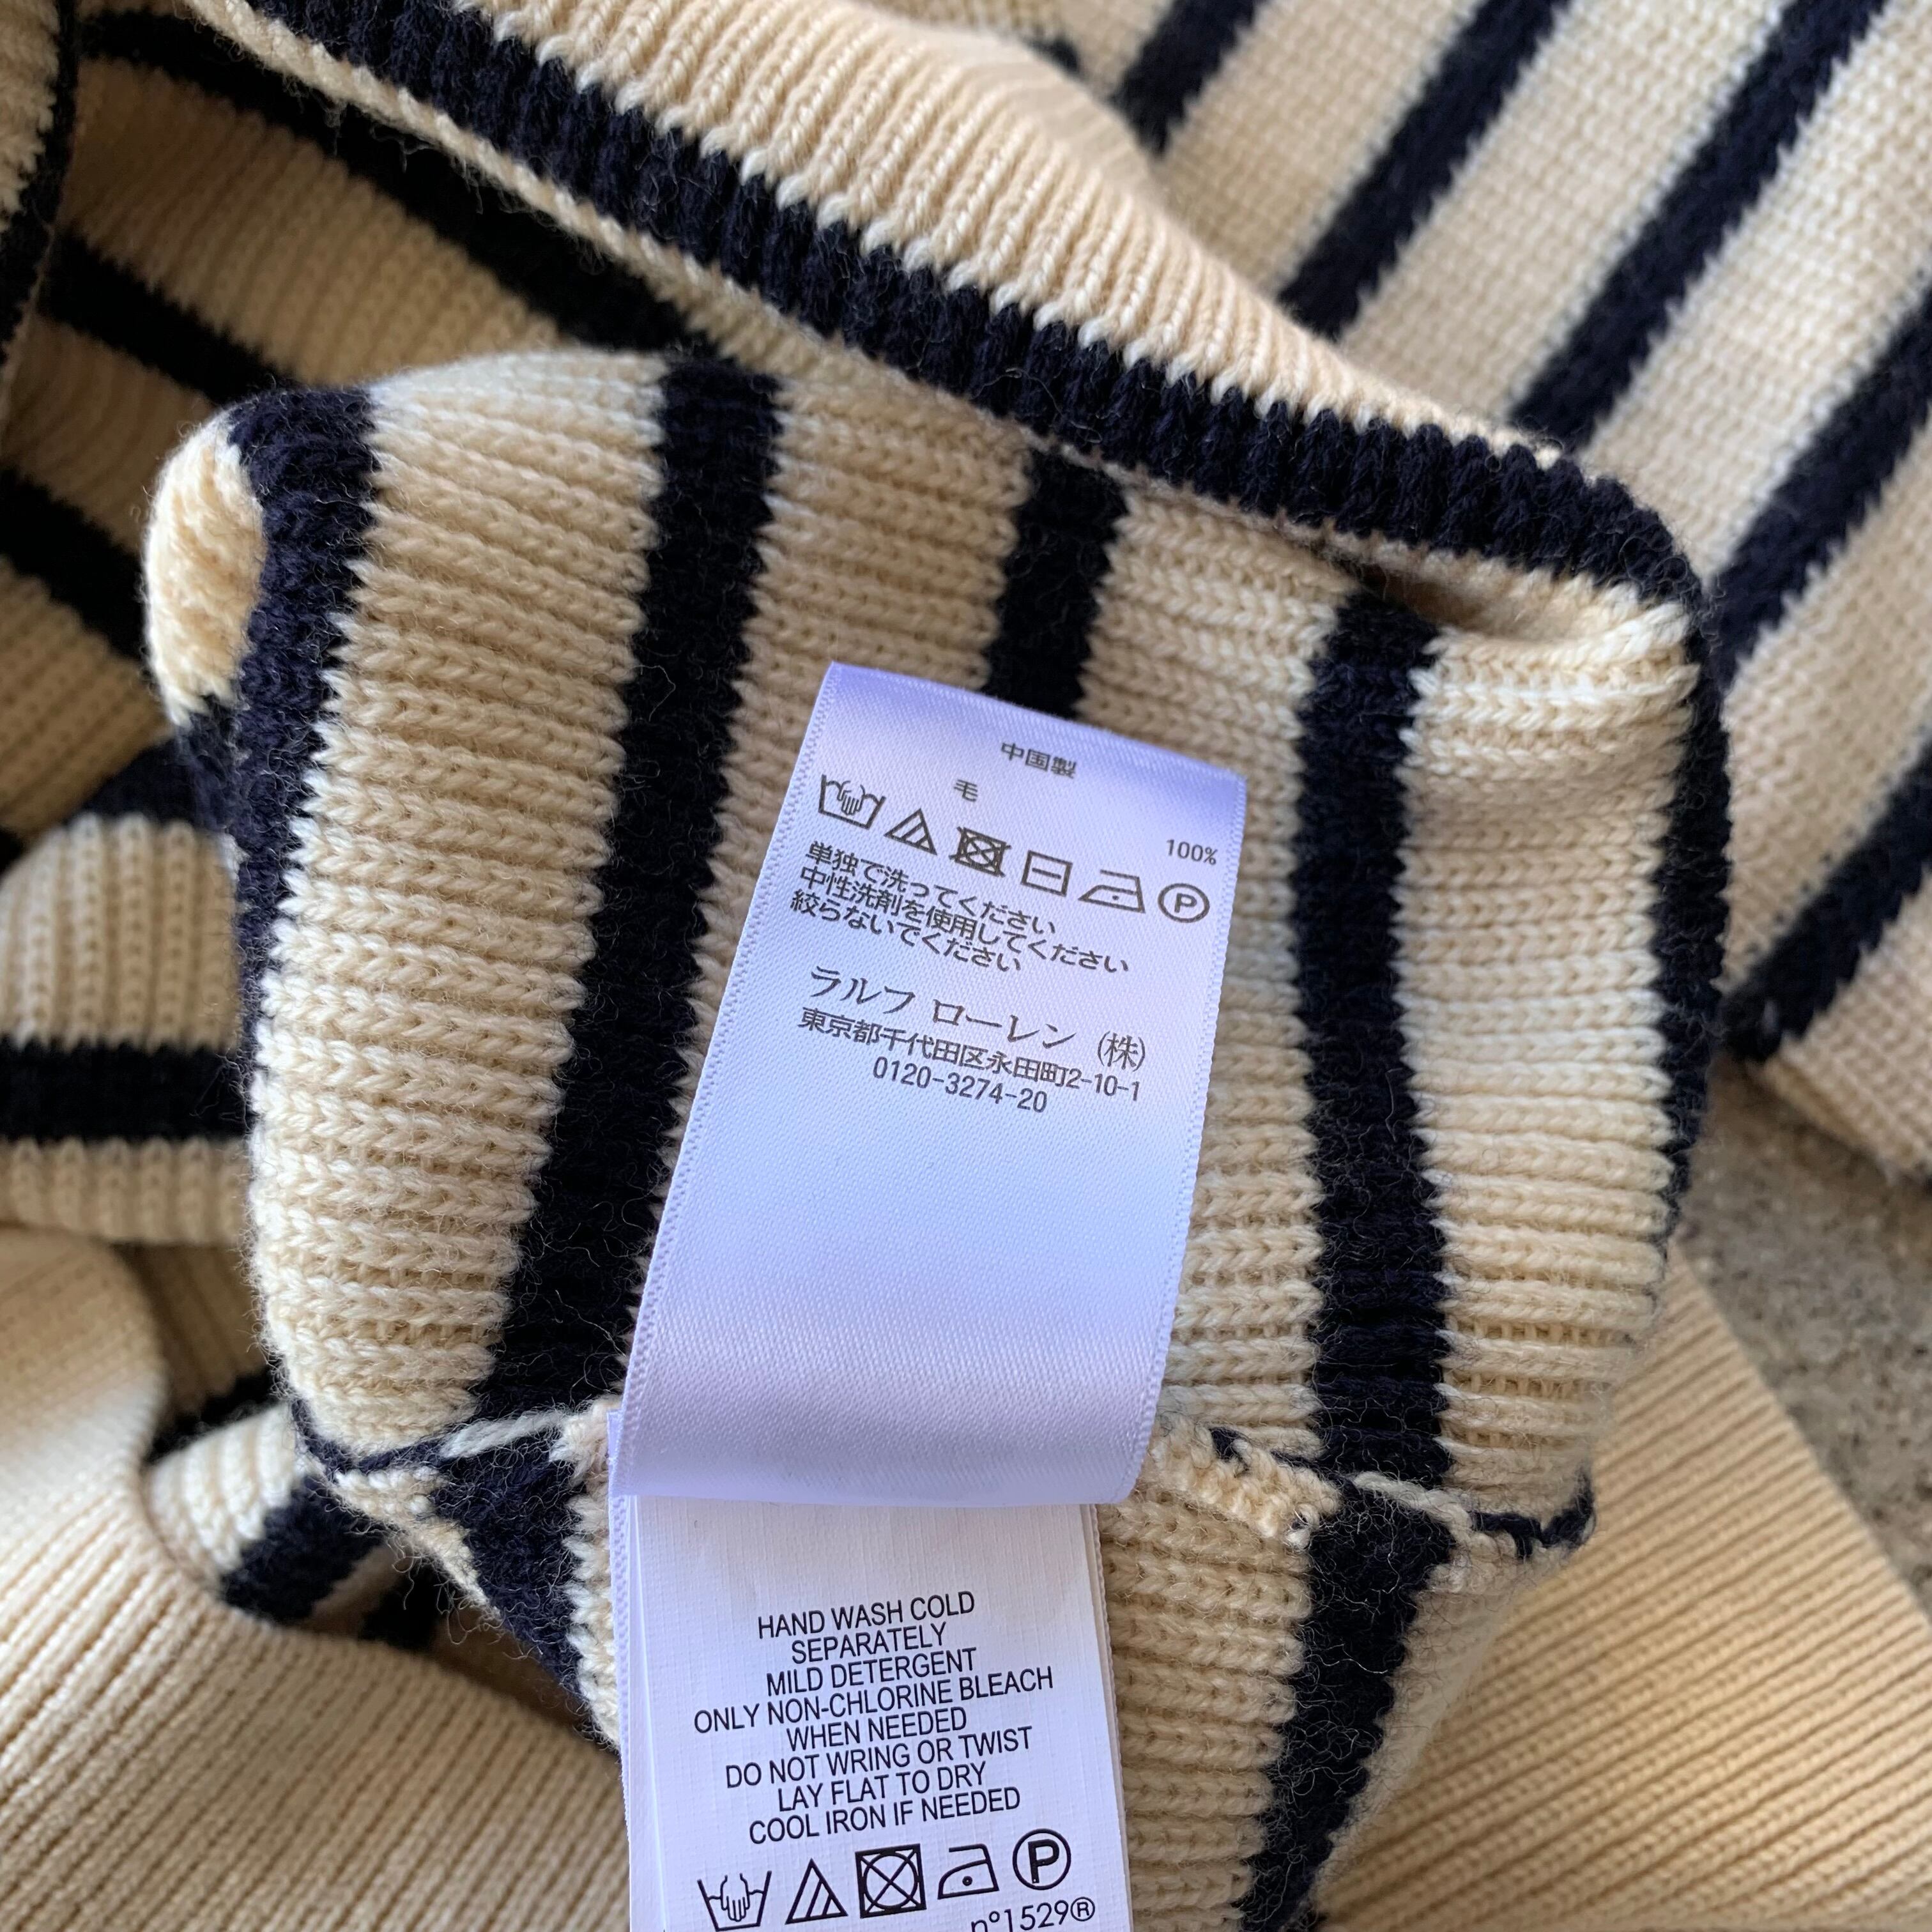 中国製
毛
100%
P
単独で洗ってください
中性洗剤を使用してください
絞らないでください
ラルフ ローレン (株)
東京都千代田区永田町2-10-1
0120-3274-20
HAND WASH COLD
SEPARATELY
MILD DETERGENT
ONLY NON-CHLORINE BLEACH
WHEN NEEDED
DO NOT WRING OR TWIST
LAY FLAT TO DRY
COOL IRON IF NEEDED
P
n°1529®